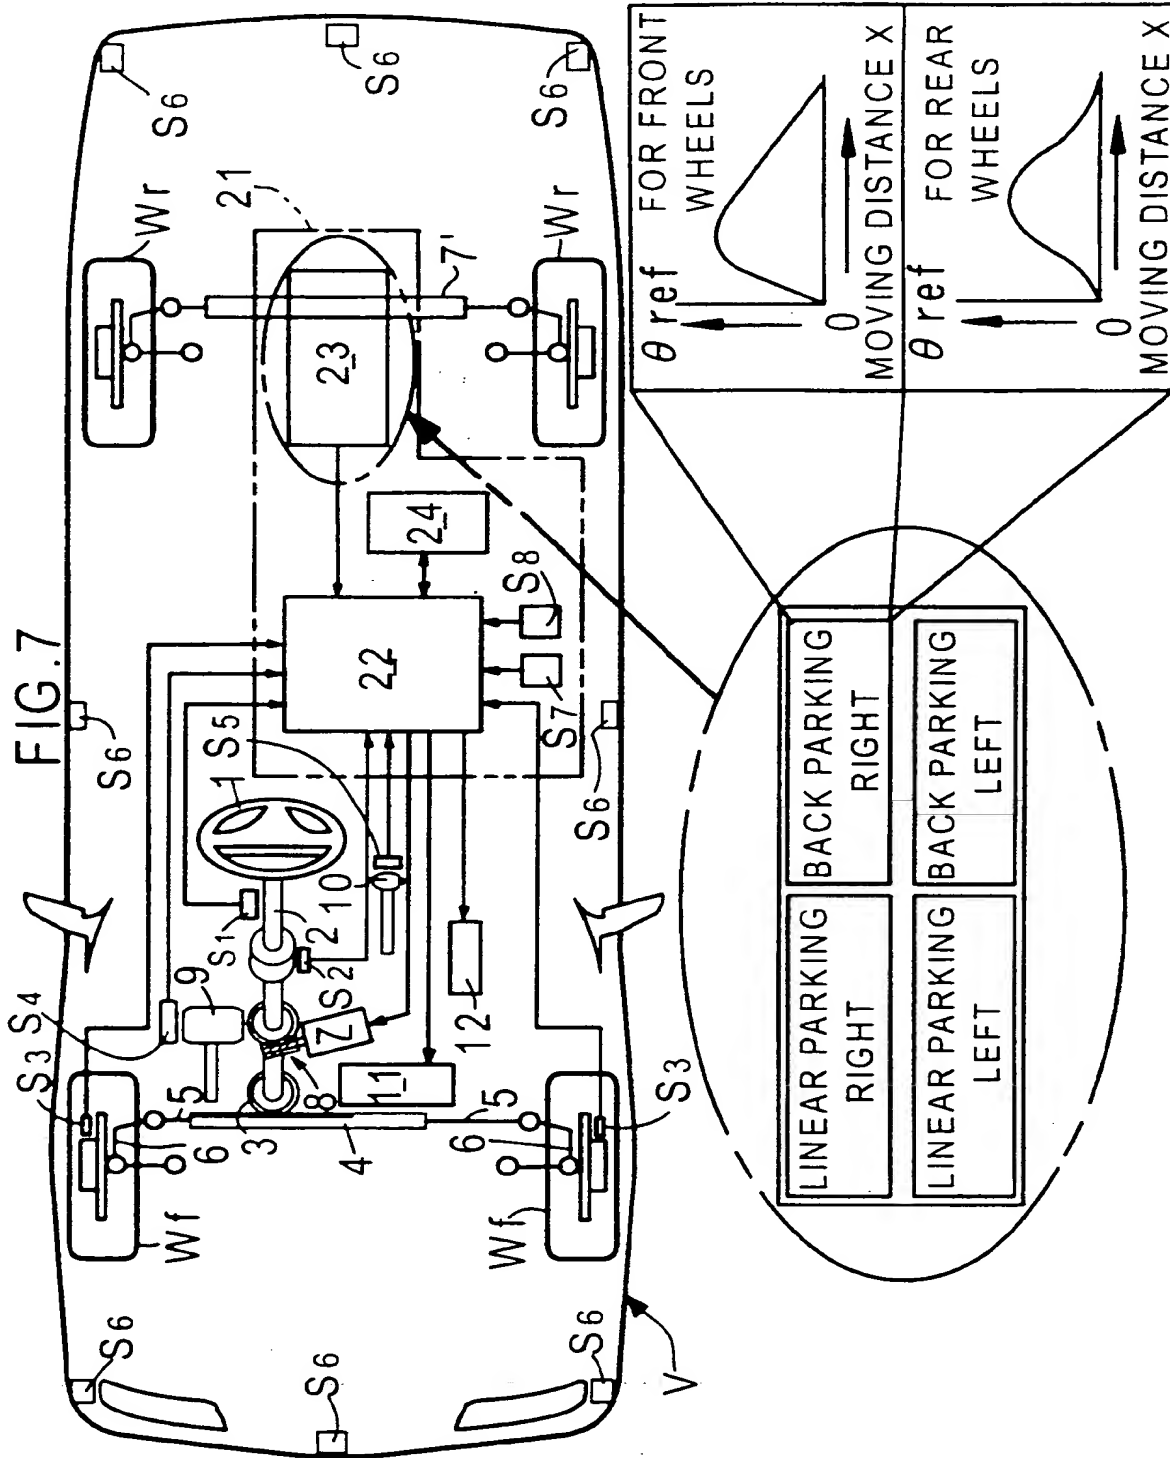 FIG.7
S6
S6
S6
S6
S6
S6
S6
S6
S3
S4
9
S1
1
S5
21
Wr
7'
23
Wr
24
22
S8
S7
10
2
S2
12
7
8
11
3
4
5
5
6
6
Wf
Wf
S3
V
LINEAR PARKING
RIGHT
BACK PARKING
RIGHT
LINEAR PARKING
LEFT
BACK PARKING
LEFT
θ ref
FOR FRONT
WHEELS
0
MOVING DISTANCE X
θ ref
FOR REAR
WHEELS
0
MOVING DISTANCE X